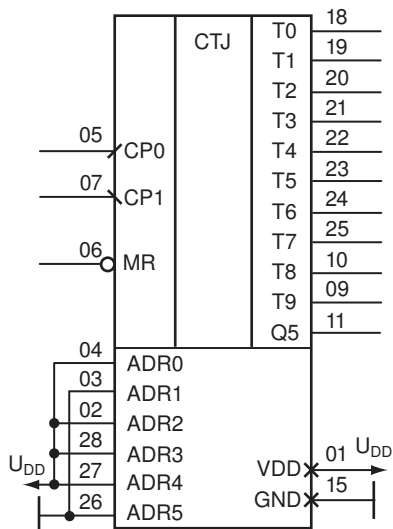 CTJ
T0 18
T1 19
T2 20
T3 21
05 CP0
T4 22
T5 23
07 CP1
T6 24
T7 25
06 MR
T8 10
T9 09
Q5 11
04 ADR0
03 ADR1
02 ADR2
28 ADR3
UDD 27 ADR4
26 ADR5
VDD 01 UDD
GND 15